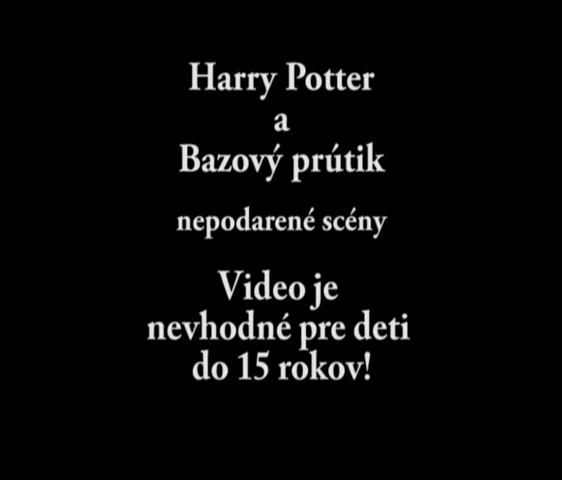 Harry Potter
a
Bazový prútik
nepodarené scény
Video je
nevhodné pre deti
do 15 rokov!